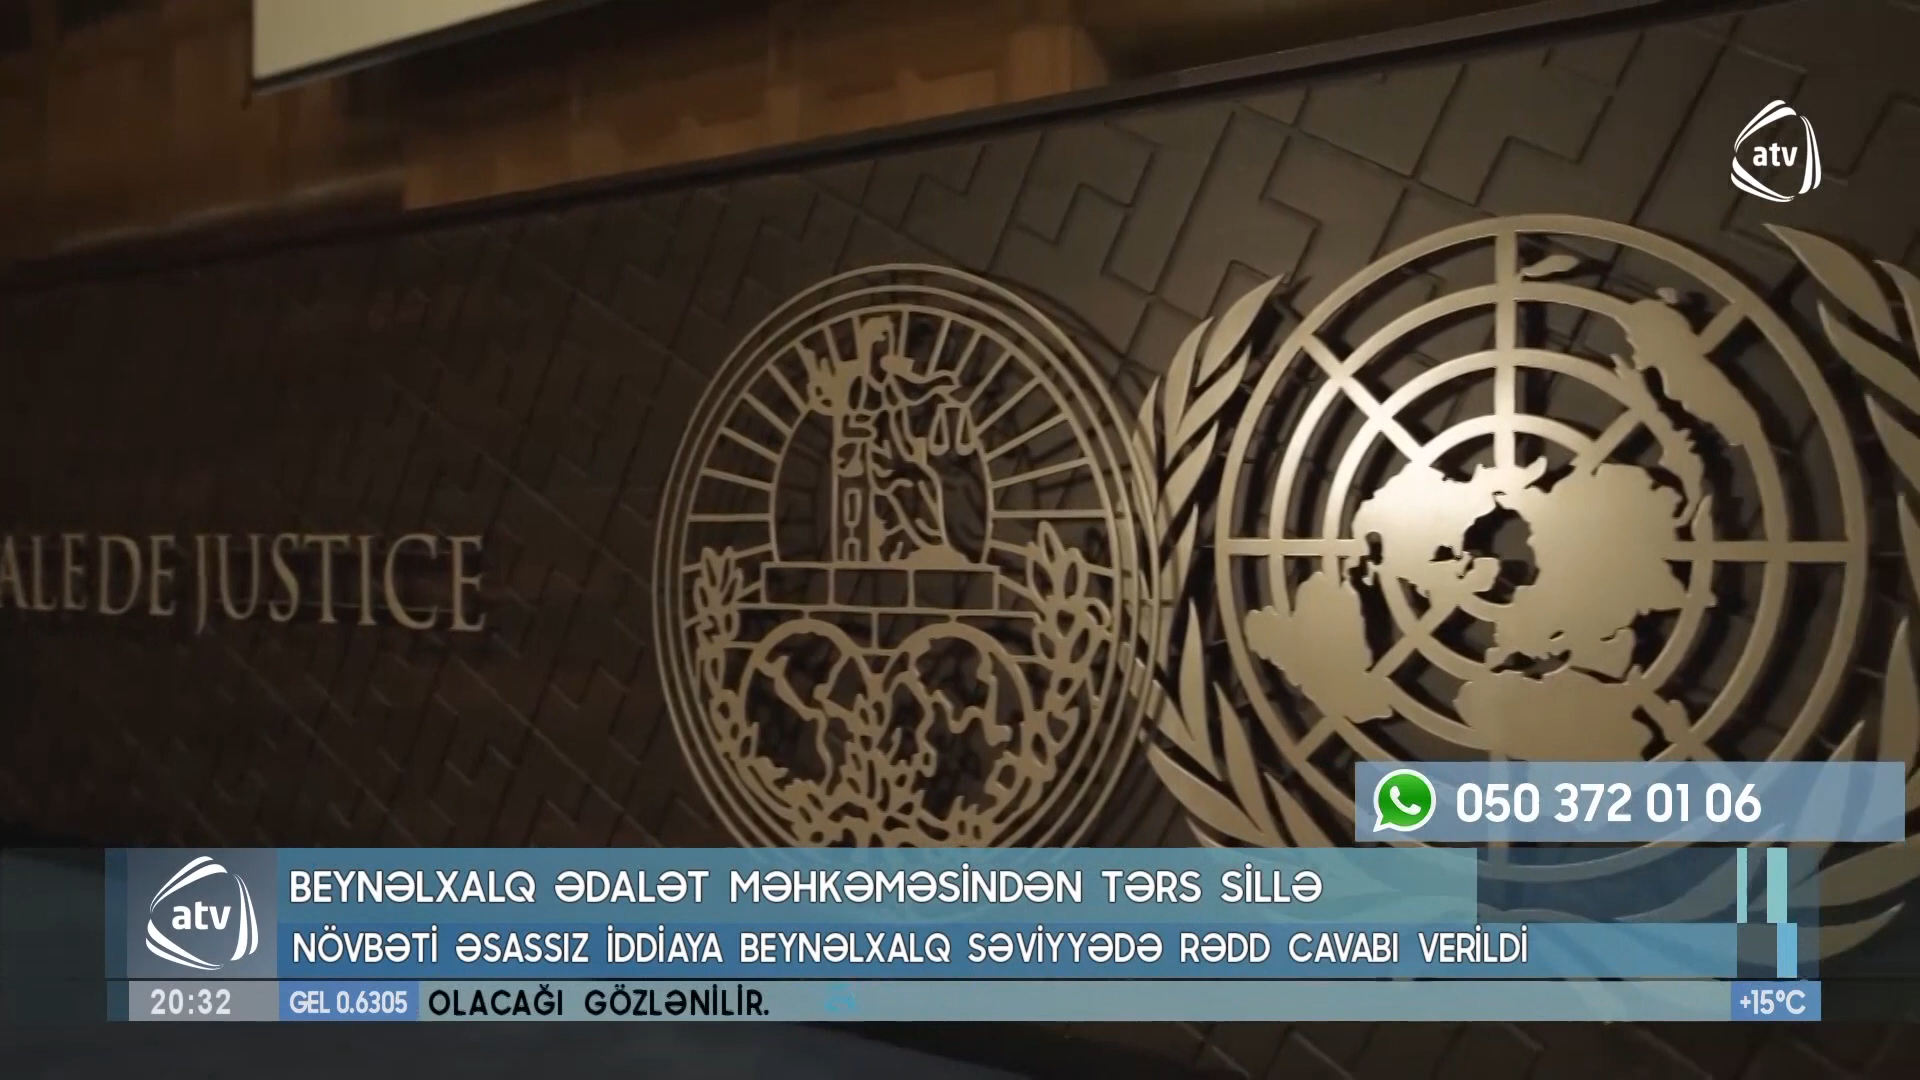 atv
ALE DE JUSTICE
050 372 01 06
atv
BEYNƏLXALQ ƏDALƏT MƏHKƏMƏSİNDƏN TƏRS SİLLƏ
NÖVBƏTİ ƏSASSIZ İDDİAYA BEYNƏLXALQ SƏVİYYƏDƏ RƏDD CAVABI VERİLDİ
20:32 GEL 0.6305 OLACAĞI GÖZLƏNİLİR. +15°C